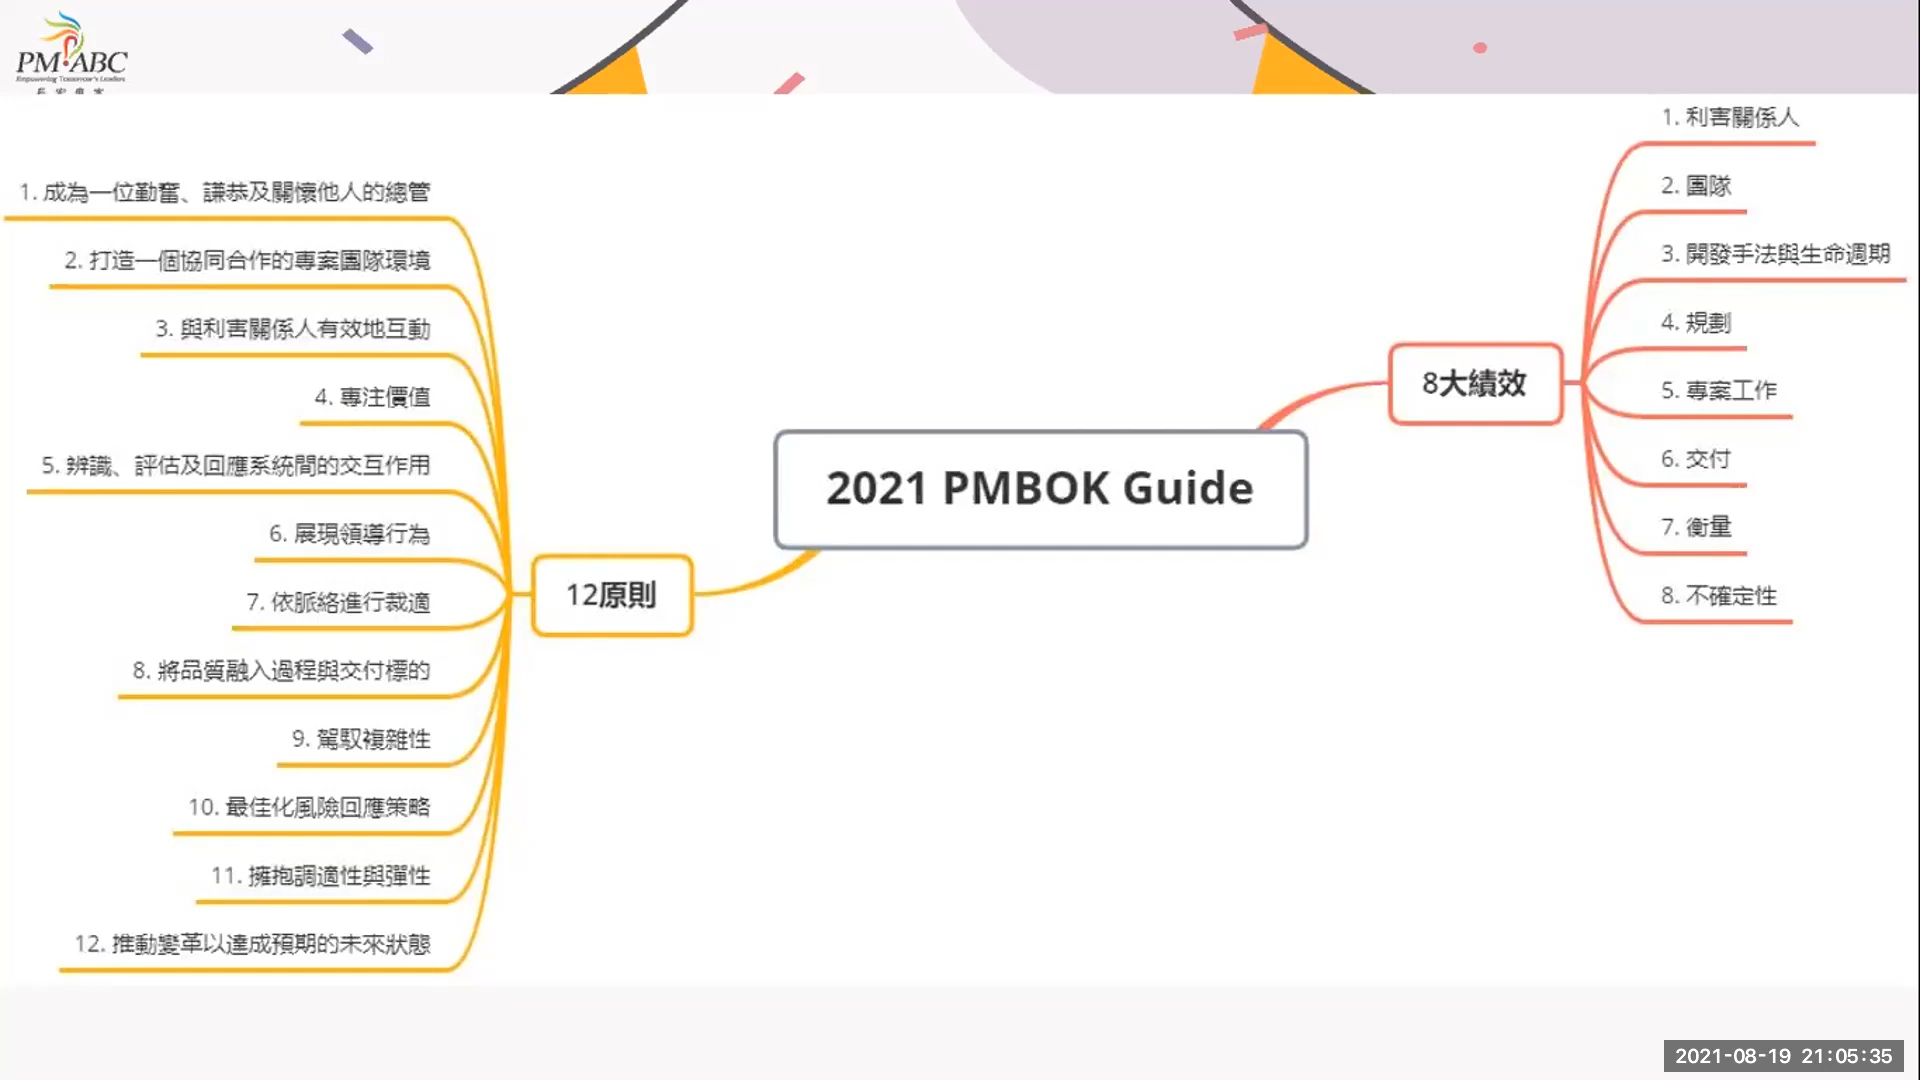 PM ABC
Empowering Tomorrow's Leaders
2021 PMBOK Guide
12原則
1. 成為一位勤奮、謙恭及關懷他人的總管
2. 打造一個協同合作的專案團隊環境
3. 與利害關係人有效地互動
4. 專注價值
5. 辨識、評估及回應系統間的交互作用
6. 展現領導行為
7. 依脈絡進行裁適
8. 將品質融入過程與交付標的
9. 駕馭複雜性
10. 最佳化風險回應策略
11. 擁抱調適性與彈性
12. 推動變革以達成預期的未來狀態
8大績效
1. 利害關係人
2. 團隊
3. 開發手法與生命週期
4. 規劃
5. 專案工作
6. 交付
7. 衡量
8. 不確定性
2021-08-19 21:05:35